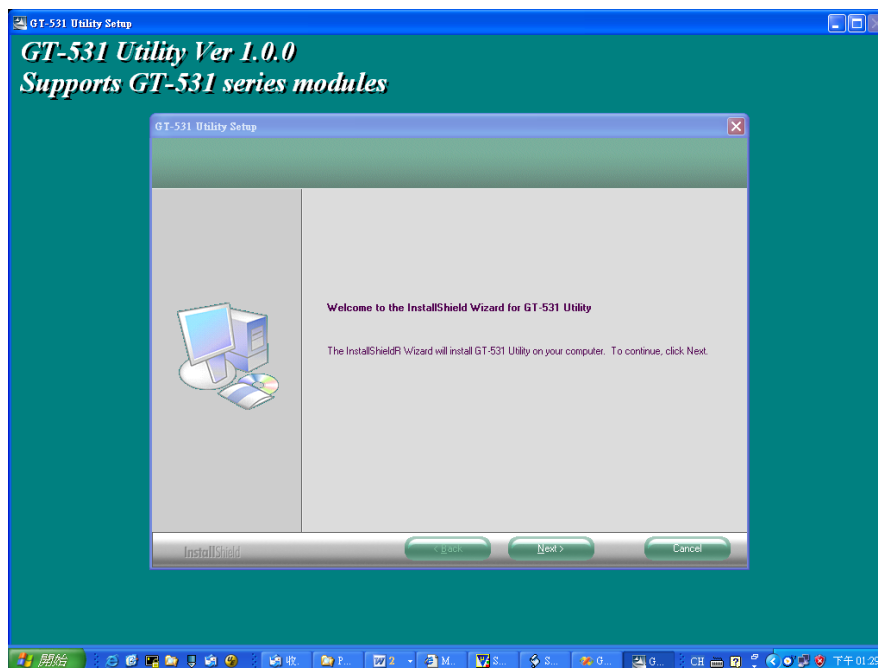 GT-531 Utility Setup
GT-531 Utility Ver 1.0.0
Supports GT-531 series modules
GT-531 Utility Setup
Welcome to the InstallShield Wizard for GT-531 Utility
The InstallShieldR Wizard will install GT-531 Utility on your computer. To continue, click Next.
InstallShield
< Back
Next >
Cancel
開始
收.
P...
2
M..
S...
S...
G...
G...
CH
下午 01:29